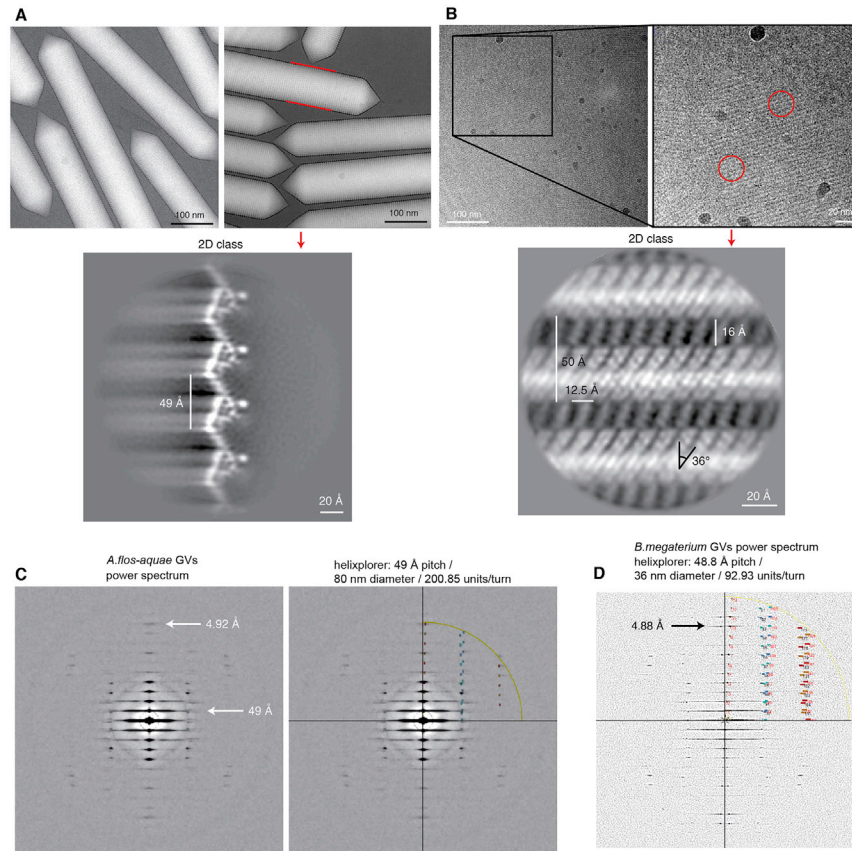 A
B
100 nm
100 nm
100 nm
20 nm
2D class
2D class
49 Å
20 Å
16 Å
50 Å
12.5 Å
36°
20 Å
C
A.flos-aquae GVs
power spectrum
helixplorer: 49 Å pitch /
80 nm diameter / 200.85 units/turn
D
B.megaterium GVs power spectrum
helixplorer: 48.8 Å pitch /
36 nm diameter / 92.93 units/turn
4.92 Å
49 Å
4.88 Å